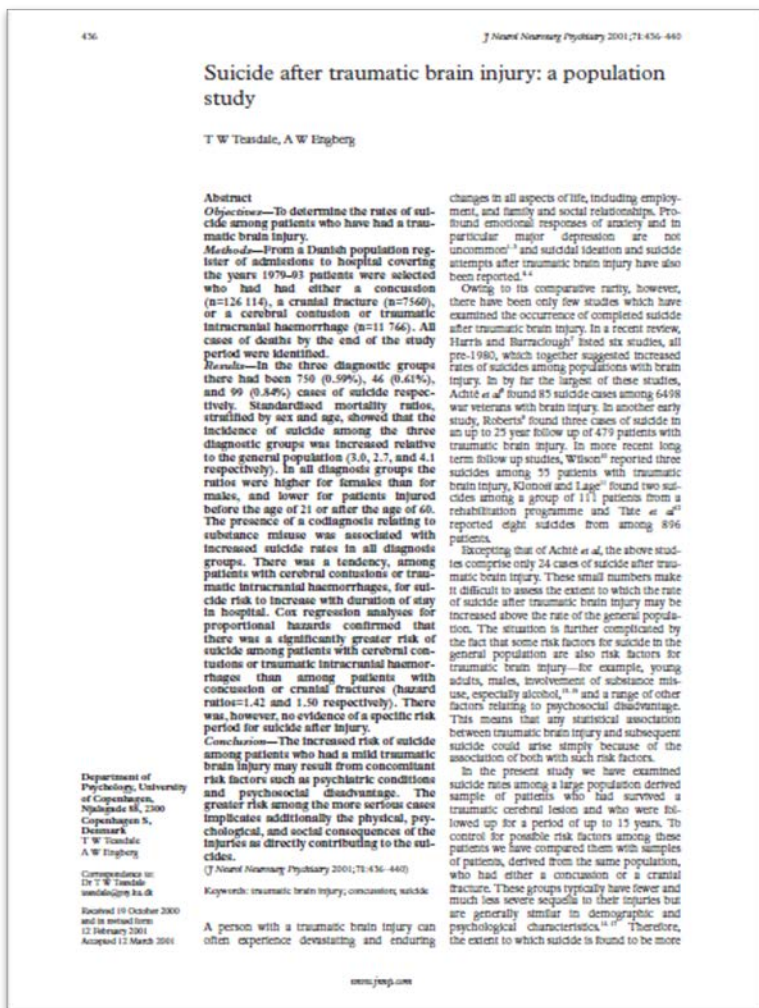 436
J Neurol Neurosurg Psychiatry 2001;71:436–440
Suicide after traumatic brain injury: a population
study
T W Teasdale, A W Engberg
Abstract
Objectives—To determine the rates of sui-
cide among patients who have had a trau-
matic brain injury.
Methods—From a Danish population reg-
ister of admissions to hospital covering
the years 1979–93 patients were selected
who had had either a concussion
(n=126 114), a cranial fracture (n=7560),
or a cerebral contusion or traumatic
intracranial haemorrhage (n=11 766). All
cases of deaths by the end of the study
period were identified.
Results—In the three diagnostic groups
there had been 750 (0.59%), 46 (0.61%),
and 99 (0.84%) cases of suicide respec-
tively. Standardised mortality ratios,
stratified by sex and age, showed that the
incidence of suicide among the three
diagnostic groups was increased relative
to the general population (3.0, 2.7, and 4.1
respectively). In all diagnosis groups the
ratios were higher for females than for
males, and lower for patients injured
before the age of 21 or after the age of 60.
The presence of a codiagnosis relating to
substance misuse was associated with
increased suicide rates in all diagnosis
groups. There was a tendency, among
patients with cerebral contusions or trau-
matic intracranial haemorrhages, for sui-
cide risk to increase with duration of stay
in hospital. Cox regression analyses for
proportional hazards confirmed that
there was a significantly greater risk of
suicide among patients with cerebral con-
tusions or traumatic intracranial haemor-
rhages than among patients with
concussion or cranial fractures (hazard
ratios=1.42 and 1.50 respectively). There
was, however, no evidence of a specific risk
period for suicide after injury.
Conclusion—The increased risk of suicide
among patients who had a mild traumatic
brain injury may result from concomitant
risk factors such as psychiatric conditions
and psychosocial disadvantage. The
greater risk among the more serious cases
implicates additionally the physical, psy-
chological, and social consequences of the
injuries as directly contributing to the sui-
cides.
(J Neurol Neurosurg Psychiatry 2001;71:436–440)
Keywords: traumatic brain injury; concussion; suicide
A person with a traumatic brain injury can
often experience devastating and enduring
changes in all aspects of life, including employ-
ment, and family and social relationships. Pro-
found emotional responses of anxiety and in
particular major depression are not
uncommon and suicidal ideation and suicide
attempts after traumatic brain injury have also
been reported.
Owing to its comparative rarity, however,
there have been only few studies which have
examined the occurrence of completed suicide
after traumatic brain injury. In a recent review,
Harris and Barraclough listed six studies, all
pre-1980, which together suggested increased
rates of suicides among populations with brain
injury. In by far the largest of these studies,
Achté et al found 85 suicide cases among 6498
war veterans with brain injury. In another early
study, Roberts found three cases of suicide in
an up to 25 year follow up of 479 patients with
traumatic brain injury. In more recent long
term follow up studies, Wilson reported three
suicides among 55 patients with traumatic
brain injury, Klonoff and Lage found two sui-
cides among a group of 111 patients from a
rehabilitation programme and Tate et al
reported eight suicides from among 896
patients.
Excepting that of Achté et al, the above stud-
ies comprise only 24 cases of suicide after trau-
matic brain injury. These small numbers make
it difficult to assess the extent to which the rate
of suicide after traumatic brain injury may be
increased above the rate of the general popula-
tion. The situation is further complicated by
the fact that some risk factors for suicide in the
general population are also risk factors for
traumatic brain injury—for example, young
adults, males, involvement of substance mis-
use, especially alcohol, and a range of other
factors relating to psychosocial disadvantage.
This means that any statistical association
between traumatic brain injury and subsequent
suicide could arise simply because of the
association of both with such risk factors.
In the present study we have examined
suicide rates among a large population derived
sample of patients who had survived a
traumatic cerebral lesion and who were fol-
lowed up for a period of up to 15 years. To
control for possible risk factors among these
patients we have compared them with samples
of patients, derived from the same population,
who had either a concussion or a cranial
fracture. These groups typically have fewer and
much less severe sequela to their injuries but
are generally similar in demographic and
psychological characteristics. Therefore,
the extent to which suicide is found to be more
Department of
Psychology, University
of Copenhagen,
Njalsgade 88, 2300
Copenhagen S,
Denmark
T W Teasdale
A W Engberg
Correspondence to:
Dr T W Teasdale
teasdale@psy.ku.dk
Received 19 October 2000
and in revised form
12 February 2001
Accepted 12 March 2001
www.jnnp.com